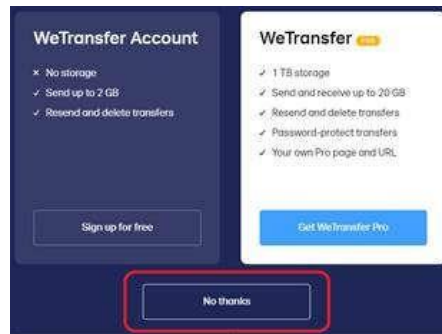 WeTransfer Account
× No storage
✓ Send up to 2 GB
✓ Resend and delete transfers
Sign up for free
WeTransfer PRO
✓ 1 TB storage
✓ Send and receive up to 20 GB
✓ Resend and delete transfers
✓ Password-protect transfers
✓ Your own Pro page and URL
Get WeTransfer Pro
No thanks